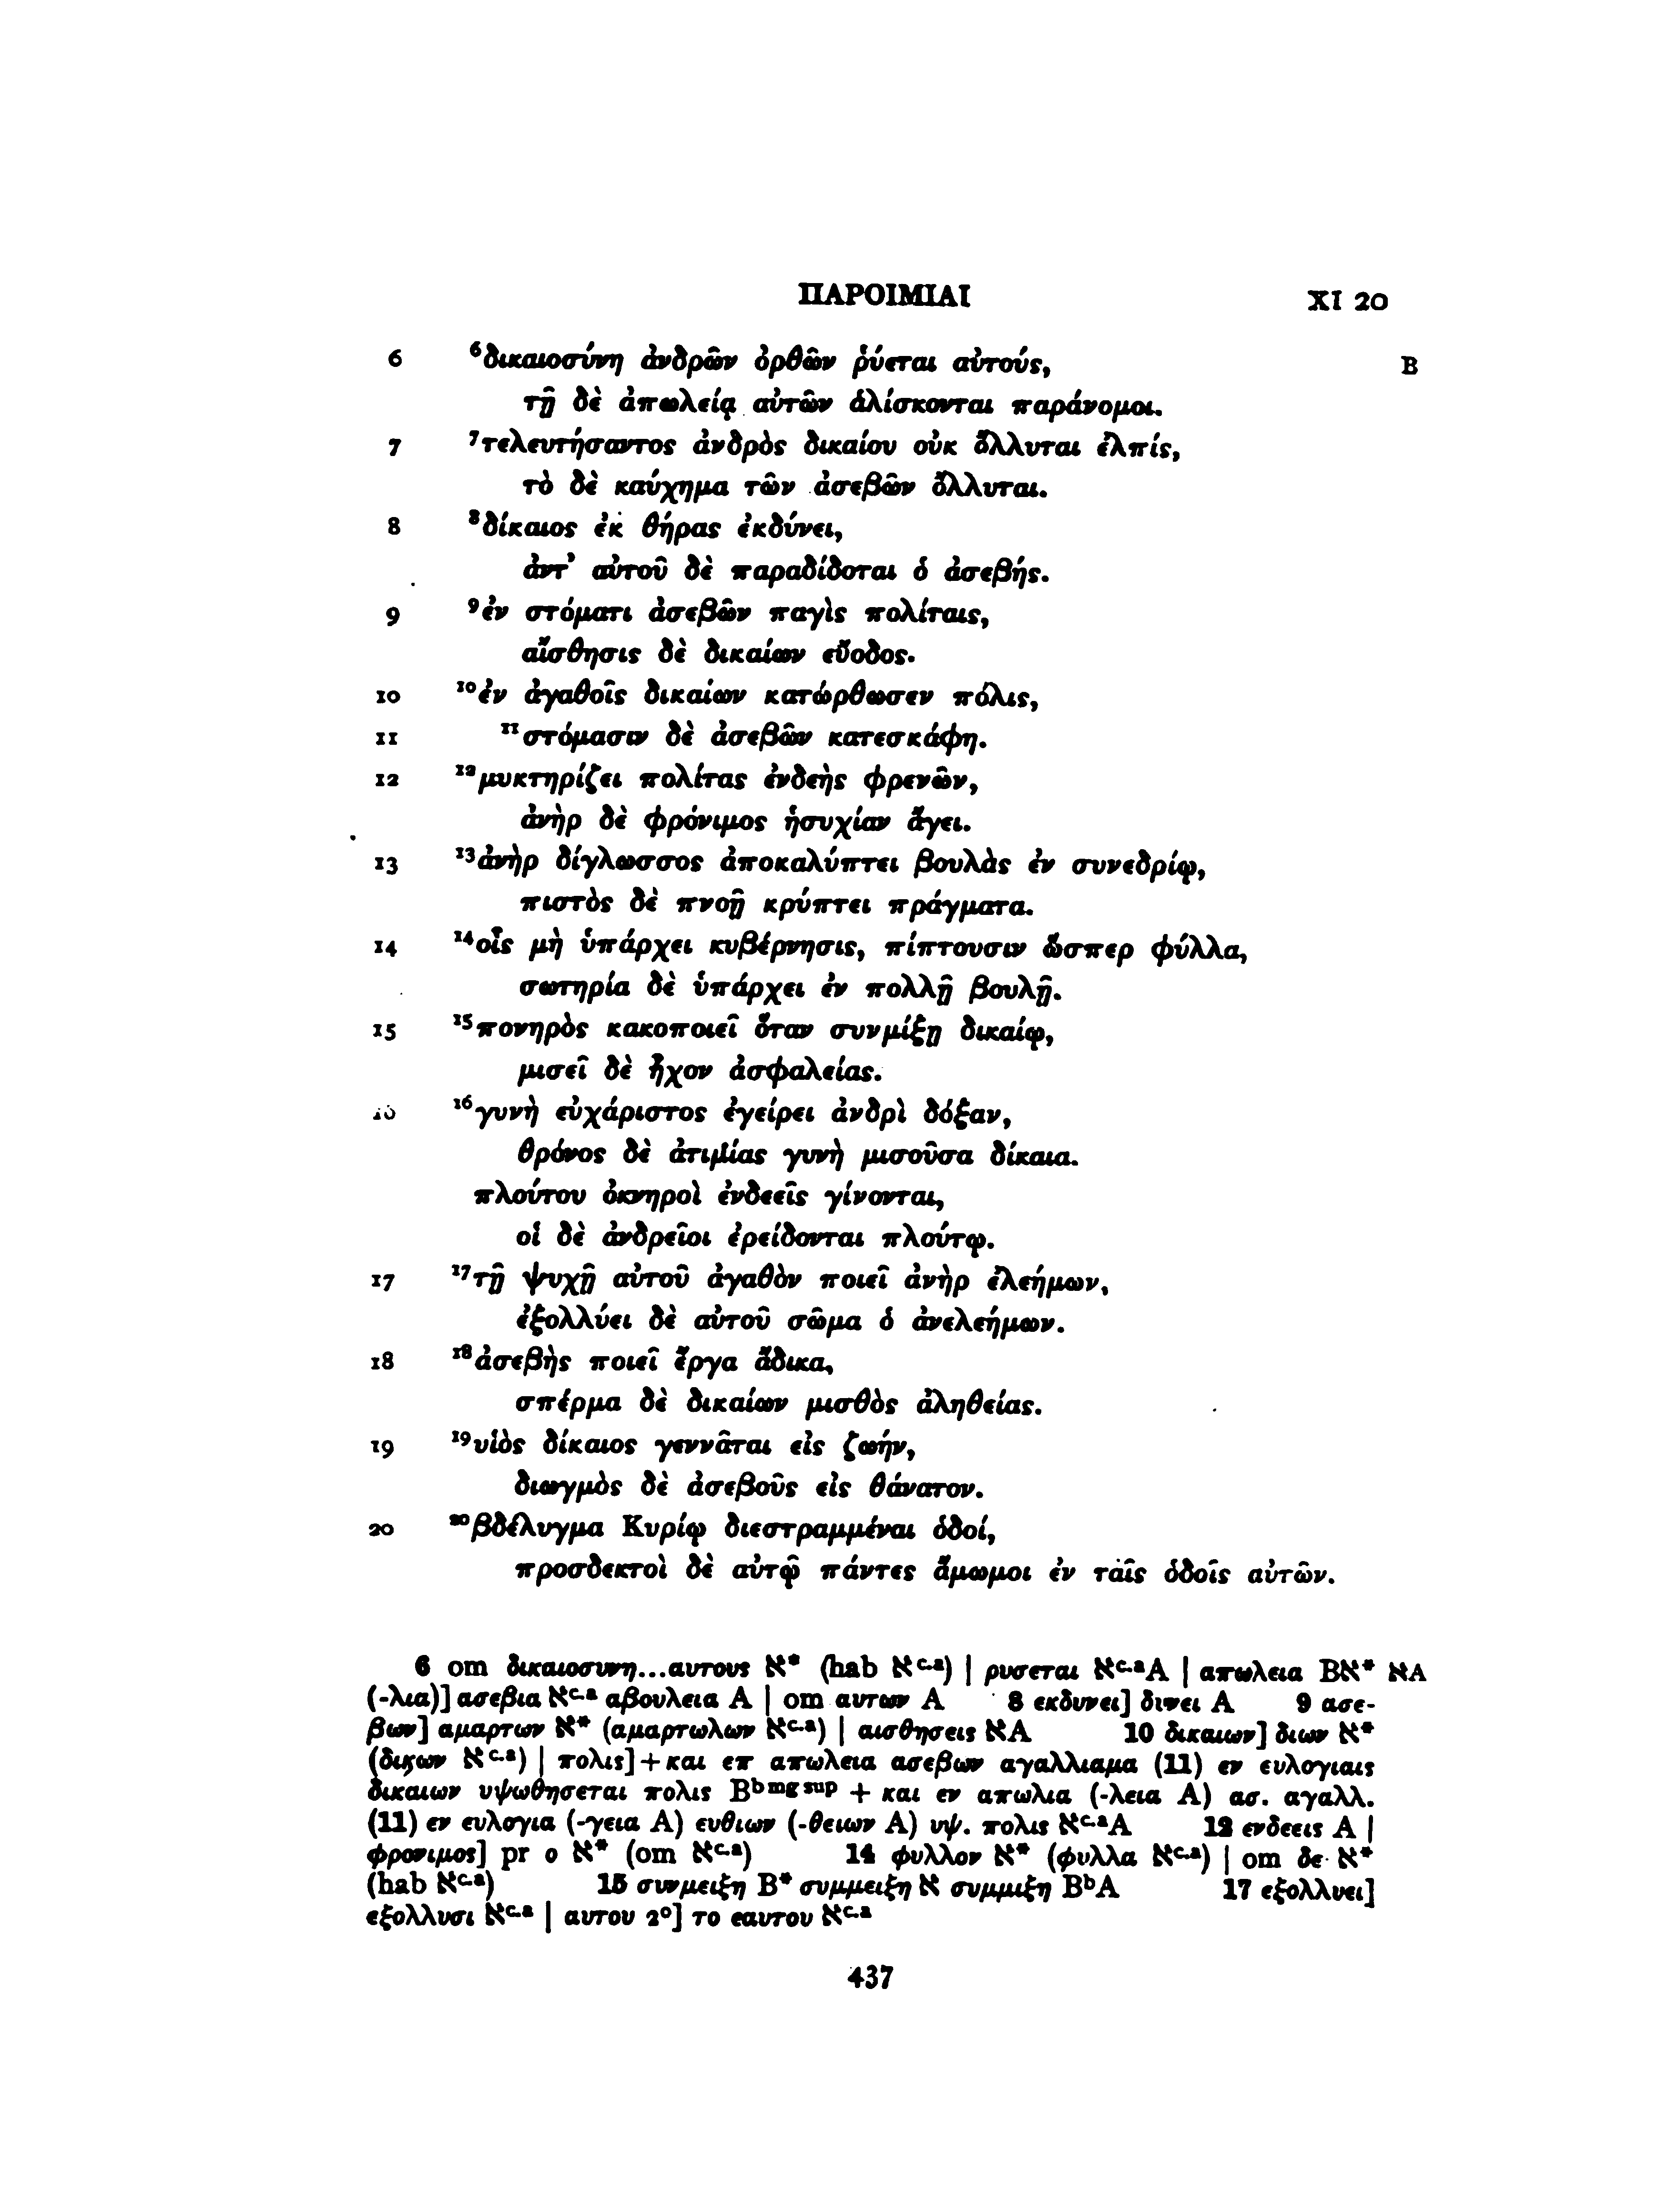 ΠΑΡΟΙΜΙΑΙ XI 20
6 ⁶δικαιοσύνη ἀνδρῶν ὀρθῶν ῥύεται αὐτούς, B
τῇ δὲ ἀπωλείᾳ αὐτῶν ἁλίσκονται παράνομοι.
7 ⁷τελευτήσαντος ἀνδρὸς δικαίου οὐκ ὄλλυται ἐλπίς,
τὸ δὲ καύχημα τῶν ἀσεβῶν ὄλλυται.
8 ⁸δίκαιος ἐκ θήρας ἐκδύνει,
ἀντ’ αὐτοῦ δὲ παραδίδοται ὁ ἀσεβής.
9 ⁹ἐν στόματι ἀσεβῶν παγὶς πολίταις,
αἴσθησις δὲ δικαίων εὔοδος.
10 ¹⁰ἐν ἀγαθοῖς δικαίων κατώρθωσεν πόλις,
11 ¹¹στόμασιν δὲ ἀσεβῶν κατεσκάφη.
12 ¹²μυκτηρίζει πολίτας ἐνδεὴς φρενῶν,
ἀνὴρ δὲ φρόνιμος ἡσυχίαν ἄγει.
13 ¹³ἀνὴρ δίγλωσσος ἀποκαλύπτει βουλὰς ἐν συνεδρίῳ,
πιστὸς δὲ πνοῇ κρύπτει πράγματα.
14 ¹⁴οἷς μὴ ὑπάρχει κυβέρνησις, πίπτουσιν ὥσπερ φύλλα,
σωτηρία δὲ ὑπάρχει ἐν πολλῇ βουλῇ.
15 ¹⁵πονηρὸς κακοποιεῖ ὅταν συνμίξῃ δικαίῳ,
μισεῖ δὲ ἦχον ἀσφαλείας.
16 ¹⁶γυνὴ εὐχάριστος ἐγείρει ἀνδρὶ δόξαν,
θρόνος δὲ ἀτιμίας γυνὴ μισοῦσα δίκαια.
πλούτου ὀκνηροὶ ἐνδεεῖς γίνονται,
οἱ δὲ ἀνδρεῖοι ἐρείδονται πλούτῳ.
17 ¹⁷τῇ ψυχῇ αὐτοῦ ἀγαθὸν ποιεῖ ἀνὴρ ἐλεήμων,
ἐξολλύει δὲ αὐτοῦ σῶμα ὁ ἀνελεήμων.
18 ¹⁸ἀσεβὴς ποιεῖ ἔργα ἄδικα,
σπέρμα δὲ δικαίων μισθὸς ἀληθείας.
19 ¹⁹υἱὸς δίκαιος γεννᾶται εἰς ζωήν,
διωγμὸς δὲ ἀσεβοῦς εἰς θάνατον.
20 ²⁰βδέλυγμα Κυρίῳ διεστραμμέναι ὁδοί,
προσδεκτοὶ δὲ αὐτῷ πάντες ἄμωμοι ἐν ταῖς ὁδοῖς αὐτῶν.
6 om δικαιοσυνη...αυτους א* (hab א c.a) | ρυσεται א c.a A | απωλεια Bא* אA
(-λια)] ασεβια א c.a αβουλεια A | om αυτων A 8 εκδυνει] δινει A 9 ασε-
βων] αμαρτων א* (αμαρτωλων א c.a) | αισθησεις אA 10 δικαιων] διων א*
(δικων א c.a) | πολις] + και επ απωλεια ασεβων αγαλλιαμα (11) εν ευλογιαις
δικαιων υψωθησεται πολις B b mg sup + και εν απωλια (-λεια A) ασ. αγαλλ.
(11) εν ευλογια (-γεια A) ευθιων (-θειων A) υψ. πολις א c.a A 12 ενδεεις A |
φρονιμος] pr ο א* (om א c.a) 14 φυλλον א* (φυλλα א c.a) | om δε א*
(hab א c.a) 15 συνμειξη B* συμμειξη א συμμιξη B b A 17 εξολλυει]
εξολλυσι א c.a | αυτου 2º] το εαυτου א c.a
437